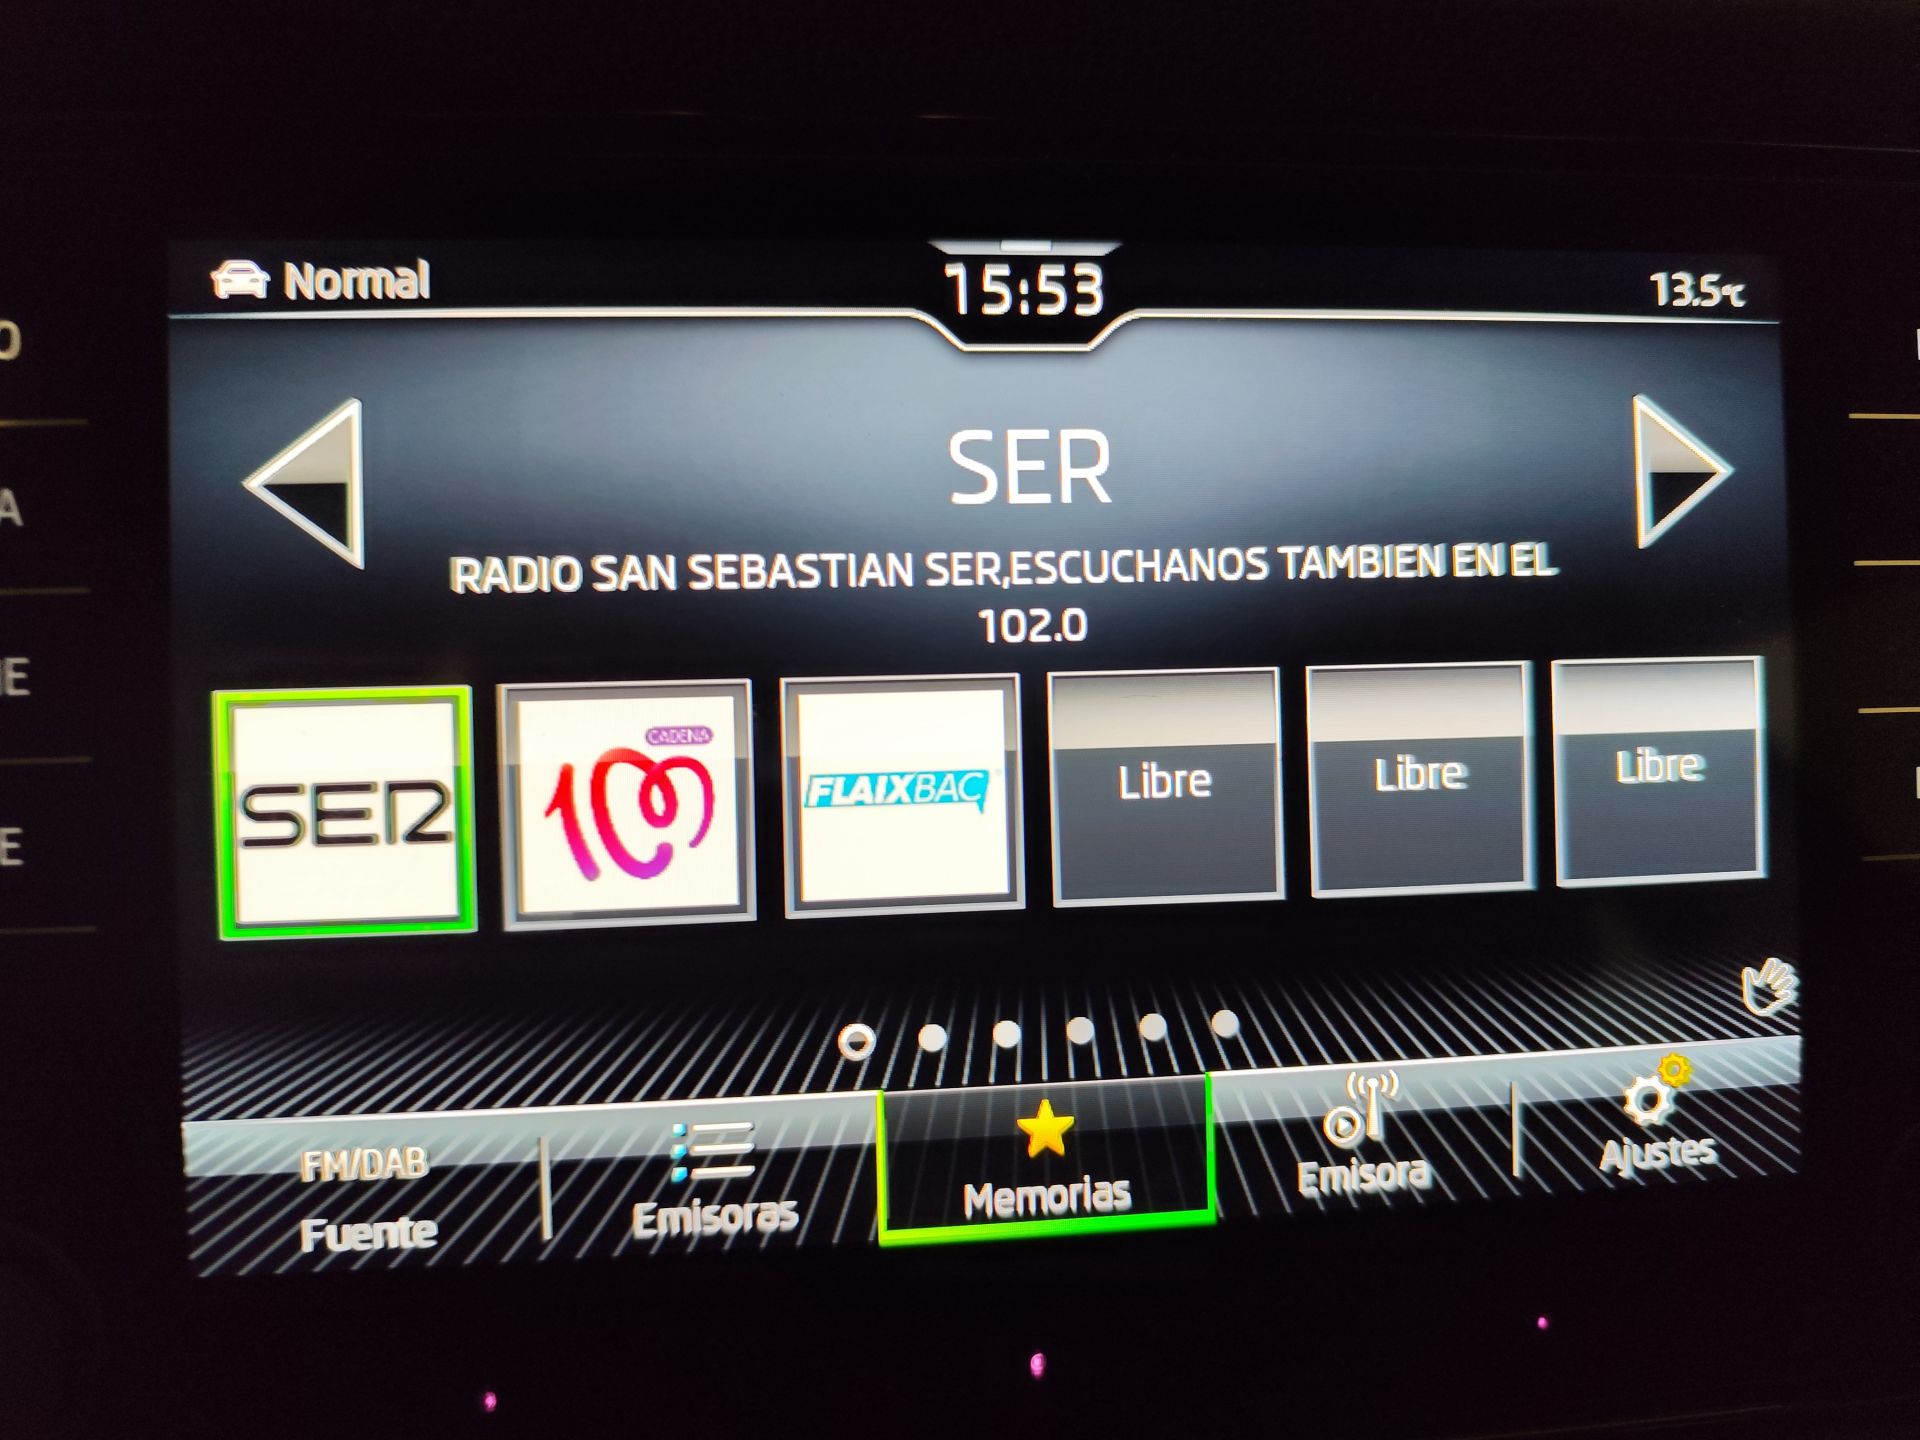 Normal
15:53
13.5°C
SER
RADIO SAN SEBASTIAN SER,ESCUCHANOS TAMBIEN EN EL
102.0
SER
CADENA
100
FLAIXBAC
Libre
Libre
Libre
FM/DAB
Fuente
Emisoras
Memorias
Emisora
Ajustes